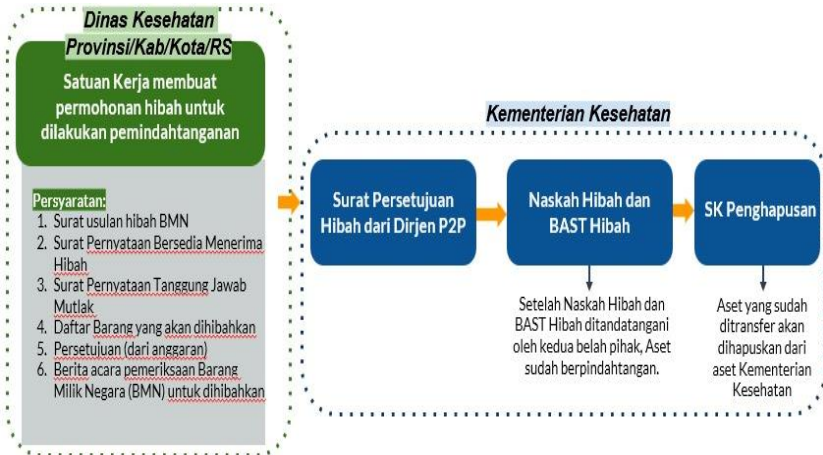 Dinas Kesehatan
Provinsi/Kab/Kota/RS
Satuan Kerja membuat
permohonan hibah untuk
dilakukan pemindahtanganan
Persyaratan:
1. Surat usulan hibah BMN
2. Surat Pernyataan Bersedia Menerima
Hibah
3. Surat Pernyataan Tanggung Jawab
Mutlak
4. Daftar Barang yang akan dihibahkan
5. Persetujuan (dari anggaran)
6. Berita acara pemeriksaan Barang
Milik Negara (BMN) untuk dihibahkan
Kementerian Kesehatan
Surat Persetujuan
Hibah dari Dirjen P2P
Naskah Hibah dan
BAST Hibah
SK Penghapusan
Setelah Naskah Hibah dan
BAST Hibah ditandatangani
oleh kedua belah pihak, Aset
sudah berpindahtangan.
Aset yang sudah
ditransfer akan
dihapuskan dari
aset Kementerian
Kesehatan